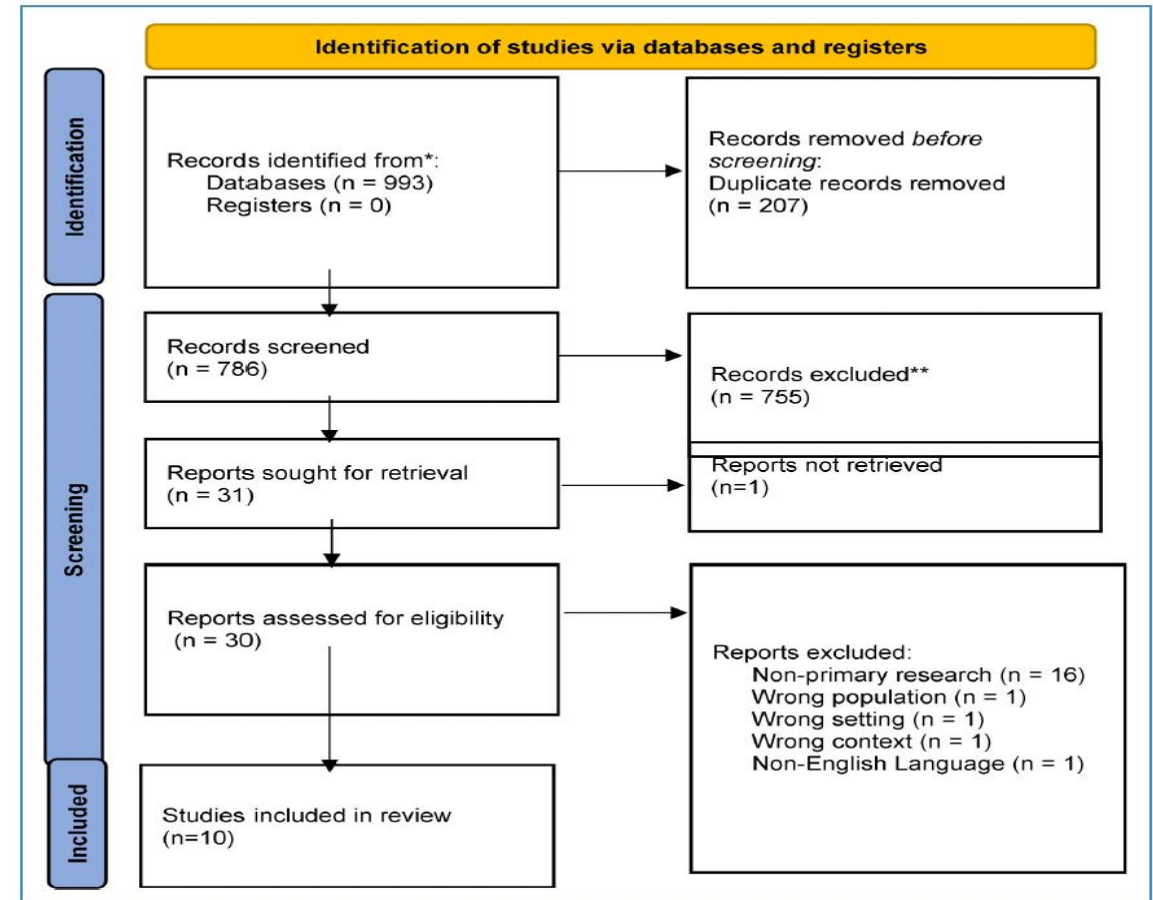 Identification of studies via databases and registers
Identification
Records identified from*:
Databases (n = 993)
Registers (n = 0)
Records removed before
screening:
Duplicate records removed
(n = 207)
Screening
Records screened
(n = 786)
Records excluded**
(n = 755)
Reports sought for retrieval
(n = 31)
Reports not retrieved
(n=1)
Reports assessed for eligibility
(n = 30)
Reports excluded:
Non-primary research (n = 16)
Wrong population (n = 1)
Wrong setting (n = 1)
Wrong context (n = 1)
Non-English Language (n = 1)
Included
Studies included in review
(n=10)